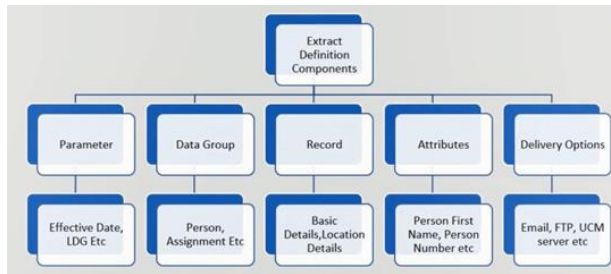 Extract
Definition
Components
Parameter
Data Group
Record
Attributes
Delivery Options
Effective Date,
LDG Etc
Person,
Assignment Etc
Basic
Details,Location
Details
Person First
Name, Person
Number etc
Email, FTP, UCM
server etc